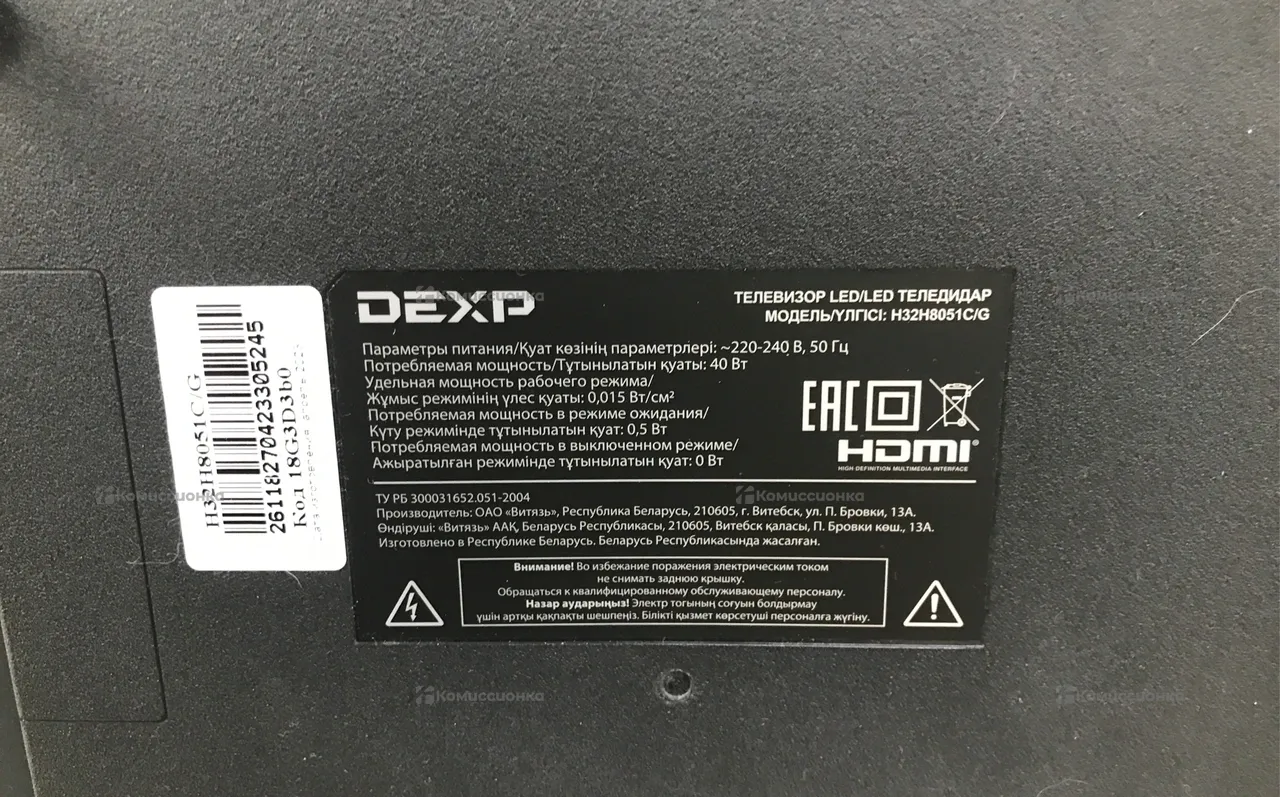 DEXP
ТЕЛЕВИЗОР LED/LED ТЕЛЕДИДАР
МОДЕЛЬ/ҮЛГІСІ: H32H8051C/G
Параметры питания/Қуат көзінің параметрлері: ~220-240 В, 50 Гц
Потребляемая мощность/Тұтынылатын қуаты: 40 Вт
Удельная мощность рабочего режима/
Жұмыс режимінің үлес қуаты: 0,015 Вт/см²
Потребляемая мощность в режиме ожидания/
Күту режимінде тұтынылатын қуат: 0,5 Вт
Потребляемая мощность в выключенном режиме/
Ажыратылған режимінде тұтынылатын қуат: 0 Вт
EAC
HDMI®
HIGH DEFINITION MULTIMEDIA INTERFACE
ТУ РБ 300031652.051-2004
Производитель: ОАО «Витязь», Республика Беларусь, 210605, г. Витебск, ул. П. Бровки, 13А.
Өндіруші: «Витязь» ААҚ, Беларусь Республикасы, 210605, Витебск қаласы, П. Бровки көш., 13А.
Изготовлено в Республике Беларусь. Беларусь Республикасында жасалған.
Внимание! Во избежание поражения электрическим током
не снимать заднюю крышку.
Обращаться к квалифицированному обслуживающему персоналу.
Назар аударыңыз! Электр тогының соғуын болдырмау
үшін артқы қақпақты шешпеңіз. Білікті қызмет көрсетуші персоналға жүгіну.
H32H8051C/G
2611827042330524​5
Код 18G3D3b0
Комиссионка
Комиссионка
Комиссионка
Комиссионка
Комиссионка